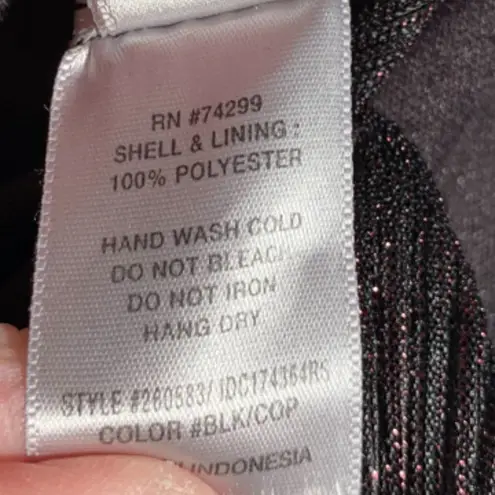 RN #74299
SHELL & LINING :
100% POLYESTER
HAND WASH COLD
DO NOT BLEACH
DO NOT IRON
HANG DRY
STYLE #260583/ IDC174364RS
COLOR #BLK/COP
INDONESIA